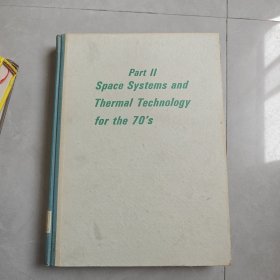 Part II
Space Systems and
Thermal Technology
for the 70's